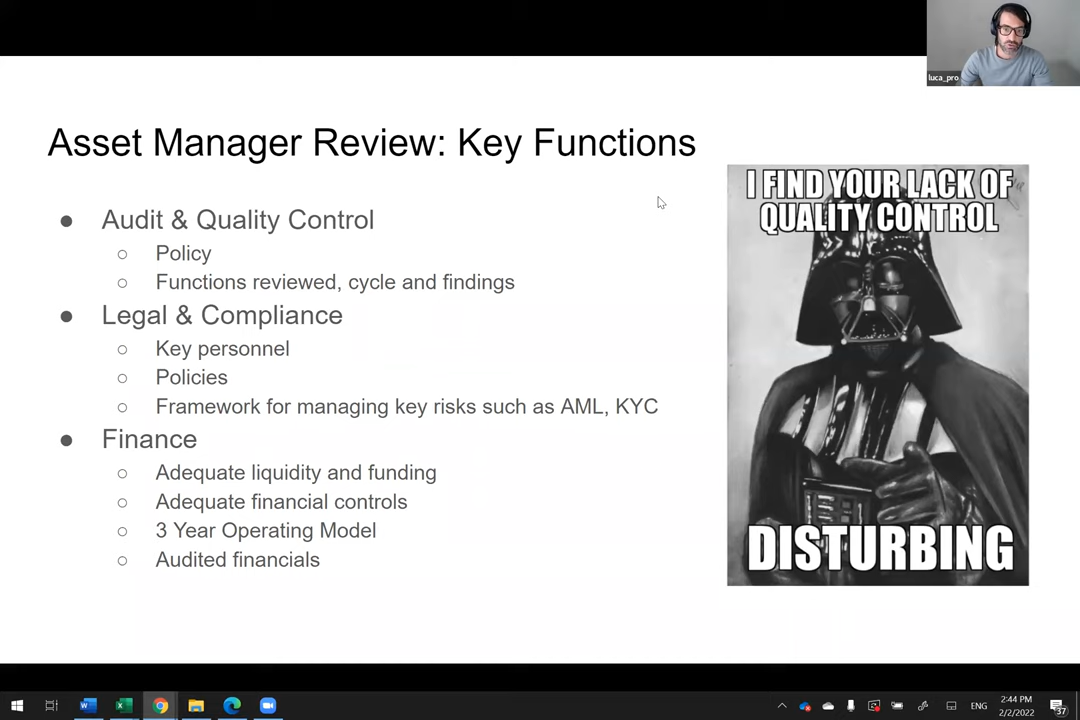 luca_pro
Asset Manager Review: Key Functions
● Audit & Quality Control
○ Policy
○ Functions reviewed, cycle and findings
● Legal & Compliance
○ Key personnel
○ Policies
○ Framework for managing key risks such as AML, KYC
● Finance
○ Adequate liquidity and funding
○ Adequate financial controls
○ 3 Year Operating Model
○ Audited financials
I FIND YOUR LACK OF
QUALITY CONTROL
DISTURBING
ENG
2:44 PM
2/2/2022
37